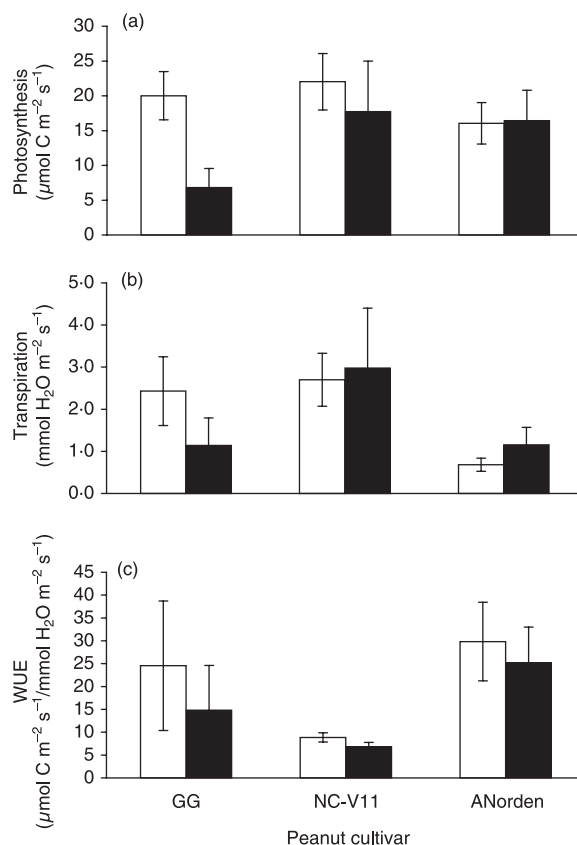 (a)
Photosynthesis
(µmol C m⁻² s⁻¹)
30
25
20
15
10
5
0
(b)
Transpiration
(mmol H₂O m⁻² s⁻¹)
5·0
4·0
3·0
2·0
1·0
0·0
(c)
WUE
(µmol C m⁻² s⁻¹/mmol H₂O m⁻² s⁻¹)
45
40
35
30
25
20
15
10
5
0
GG NC-V11 ANorden
Peanut cultivar